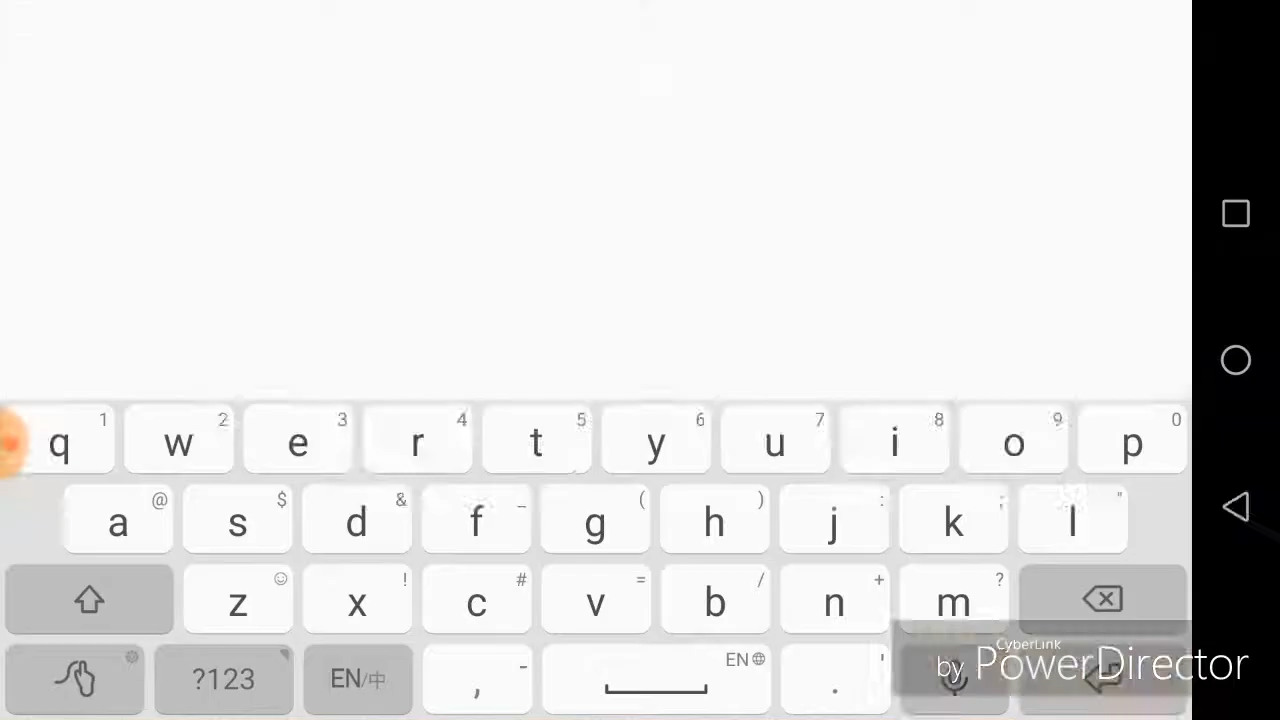 1 2 3 4 5 6 7 8 9 0
q w e r t y u i o p
@ $ & _ ( ) : ; "
a s d f g h j k l
! # = / + ?
z x c v b n m
- EN '
?123 EN/中 , .
CyberLink
by PowerDirector